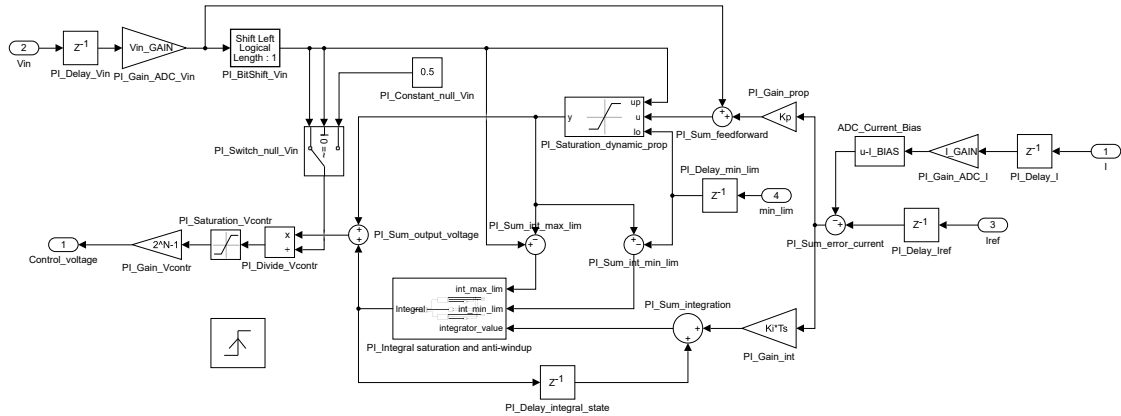 2
Vin
Z-1
PI_Delay_Vin
Vin_GAIN
PI_Gain_ADC_Vin
Shift Left
Logical
Length : 1
PI_BitShift_Vin
0.5
PI_Constant_null_Vin
PI_Switch_null_Vin
up
u
lo
y
PI_Saturation_dynamic_prop
+
+
PI_Sum_feedforward
PI_Gain_prop
Kp
ADC_Current_Bias
u-I_BIAS
I_GAIN
PI_Gain_ADC_I
Z-1
PI_Delay_I
1
I
PI_Delay_min_lim
Z-1
4
min_lim
−
+
PI_Sum_error_current
Z-1
PI_Delay_Iref
3
Iref
1
Control_voltage
2^N-1
PI_Gain_Vcontr
PI_Saturation_Vcontr
x
÷
PI_Divide_Vcontr
+
+
PI_Sum_output_voltage
PI_Sum_int_max_lim
−
+
+
−
PI_Sum_int_min_lim
int_max_lim
Integral
int_min_lim
integrator_value
PI_Integral saturation and anti-windup
PI_Sum_integration
+
+
Ki*Ts
PI_Gain_int
Z-1
PI_Delay_integral_state